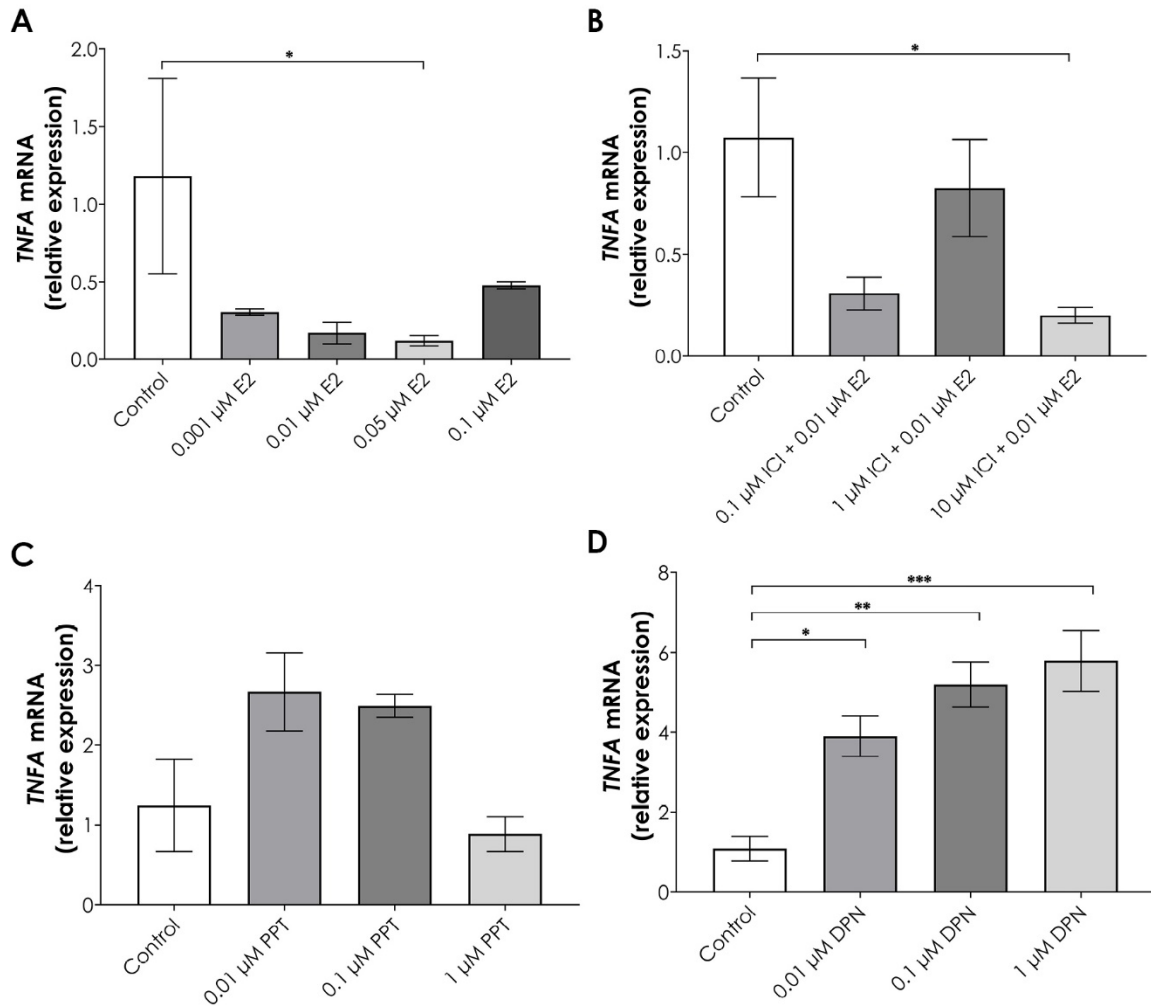 A
TNFA mRNA
(relative expression)
2.0
1.5
1.0
0.5
0.0
*
Control
0.001 µM E2
0.01 µM E2
0.05 µM E2
0.1 µM E2
B
TNFA mRNA
(relative expression)
1.5
1.0
0.5
0.0
*
Control
0.1 µM ICI + 0.01 µM E2
1 µM ICI + 0.01 µM E2
10 µM ICI + 0.01 µM E2
C
TNFA mRNA
(relative expression)
4
3
2
1
0
Control
0.01 µM PPT
0.1 µM PPT
1 µM PPT
D
TNFA mRNA
(relative expression)
8
6
4
2
0
***
**
*
Control
0.01 µM DPN
0.1 µM DPN
1 µM DPN